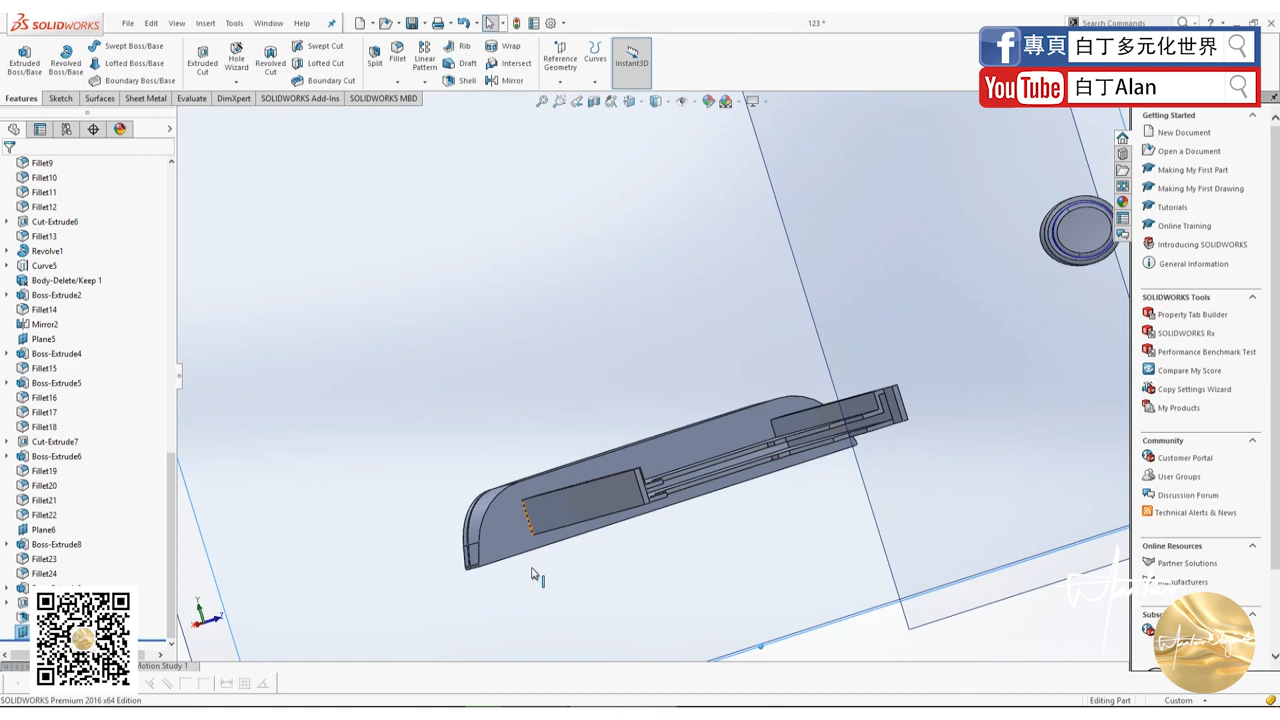 SOLIDWORKS
File Edit View Insert Tools Window Help
123 *
Search Commands
專頁 白丁多元化世界
YouTube 白丁Alan
Extruded Boss/Base
Revolved Boss/Base
Swept Boss/Base
Lofted Boss/Base
Boundary Boss/Base
Extruded Cut
Hole Wizard
Revolved Cut
Swept Cut
Lofted Cut
Boundary Cut
Split
Fillet
Linear Pattern
Rib
Draft
Shell
Wrap
Intersect
Mirror
Reference Geometry
Curves
Instant3D
Features Sketch Surfaces Sheet Metal Evaluate DimXpert SOLIDWORKS Add-Ins SOLIDWORKS MBD
Fillet9
Fillet10
Fillet11
Fillet12
Cut-Extrude6
Fillet13
Revolve1
Curve5
Body-Delete/Keep 1
Boss-Extrude2
Fillet14
Mirror2
Plane5
Boss-Extrude4
Fillet15
Boss-Extrude5
Fillet16
Fillet17
Fillet18
Cut-Extrude7
Boss-Extrude6
Fillet19
Fillet20
Fillet21
Fillet22
Plane6
Boss-Extrude8
Fillet23
Fillet24
Getting Started
New Document
Open a Document
Making My First Part
Making My First Drawing
Tutorials
Online Training
Introducing SOLIDWORKS
General Information
SOLIDWORKS Tools
Property Tab Builder
SOLIDWORKS Rx
Performance Benchmark Test
Compare My Score
Copy Settings Wizard
My Products
Community
Customer Portal
User Groups
Discussion Forum
Technical Alerts & News
Online Resources
Partner Solutions
Manufacturers
Motion Study 1
SOLIDWORKS Premium 2016 x64 Edition
Editing Part
Custom